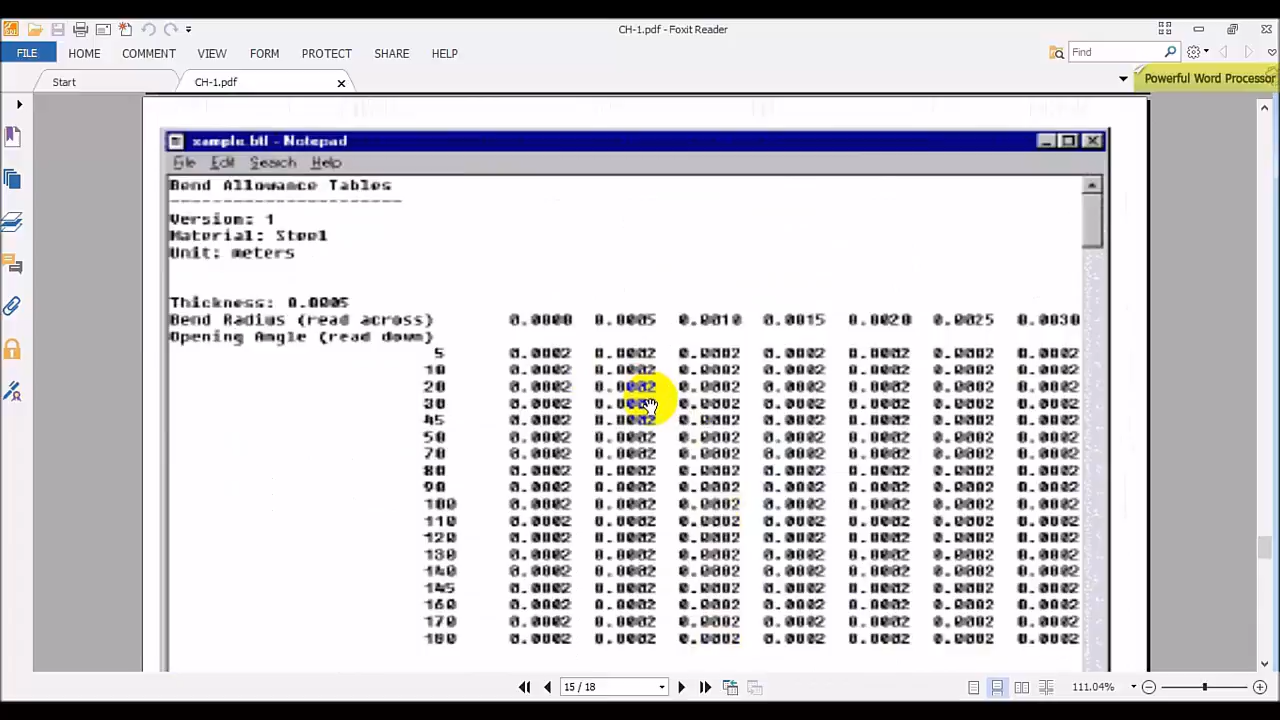 CH-1.pdf - Foxit Reader
FILE HOME COMMENT VIEW FORM PROTECT SHARE HELP Find
Start CH-1.pdf Powerful Word Processor
xample.btl - Notepad
File Edit Search Help
Bend Allowance Tables
---------------------
Version: 1
Material: Steel
Unit: meters
Thickness: 0.0005
Bend Radius (read across) 0.0000 0.0005 0.0010 0.0015 0.0020 0.0025 0.0030
Opening Angle (read down)
5 0.0002 0.0002 0.0002 0.0002 0.0002 0.0002 0.0002
10 0.0002 0.0002 0.0002 0.0002 0.0002 0.0002 0.0002
20 0.0002 0.0002 0.0002 0.0002 0.0002 0.0002 0.0002
30 0.0002 0.0002 0.0002 0.0002 0.0002 0.0002 0.0002
45 0.0002 0.0002 0.0002 0.0002 0.0002 0.0002 0.0002
50 0.0002 0.0002 0.0002 0.0002 0.0002 0.0002 0.0002
70 0.0002 0.0002 0.0002 0.0002 0.0002 0.0002 0.0002
80 0.0002 0.0002 0.0002 0.0002 0.0002 0.0002 0.0002
90 0.0002 0.0002 0.0002 0.0002 0.0002 0.0002 0.0002
100 0.0002 0.0002 0.0002 0.0002 0.0002 0.0002 0.0002
110 0.0002 0.0002 0.0002 0.0002 0.0002 0.0002 0.0002
120 0.0002 0.0002 0.0002 0.0002 0.0002 0.0002 0.0002
130 0.0002 0.0002 0.0002 0.0002 0.0002 0.0002 0.0002
140 0.0002 0.0002 0.0002 0.0002 0.0002 0.0002 0.0002
145 0.0002 0.0002 0.0002 0.0002 0.0002 0.0002 0.0002
160 0.0002 0.0002 0.0002 0.0002 0.0002 0.0002 0.0002
170 0.0002 0.0002 0.0002 0.0002 0.0002 0.0002 0.0002
180 0.0002 0.0002 0.0002 0.0002 0.0002 0.0002 0.0002
15 / 18 111.04%